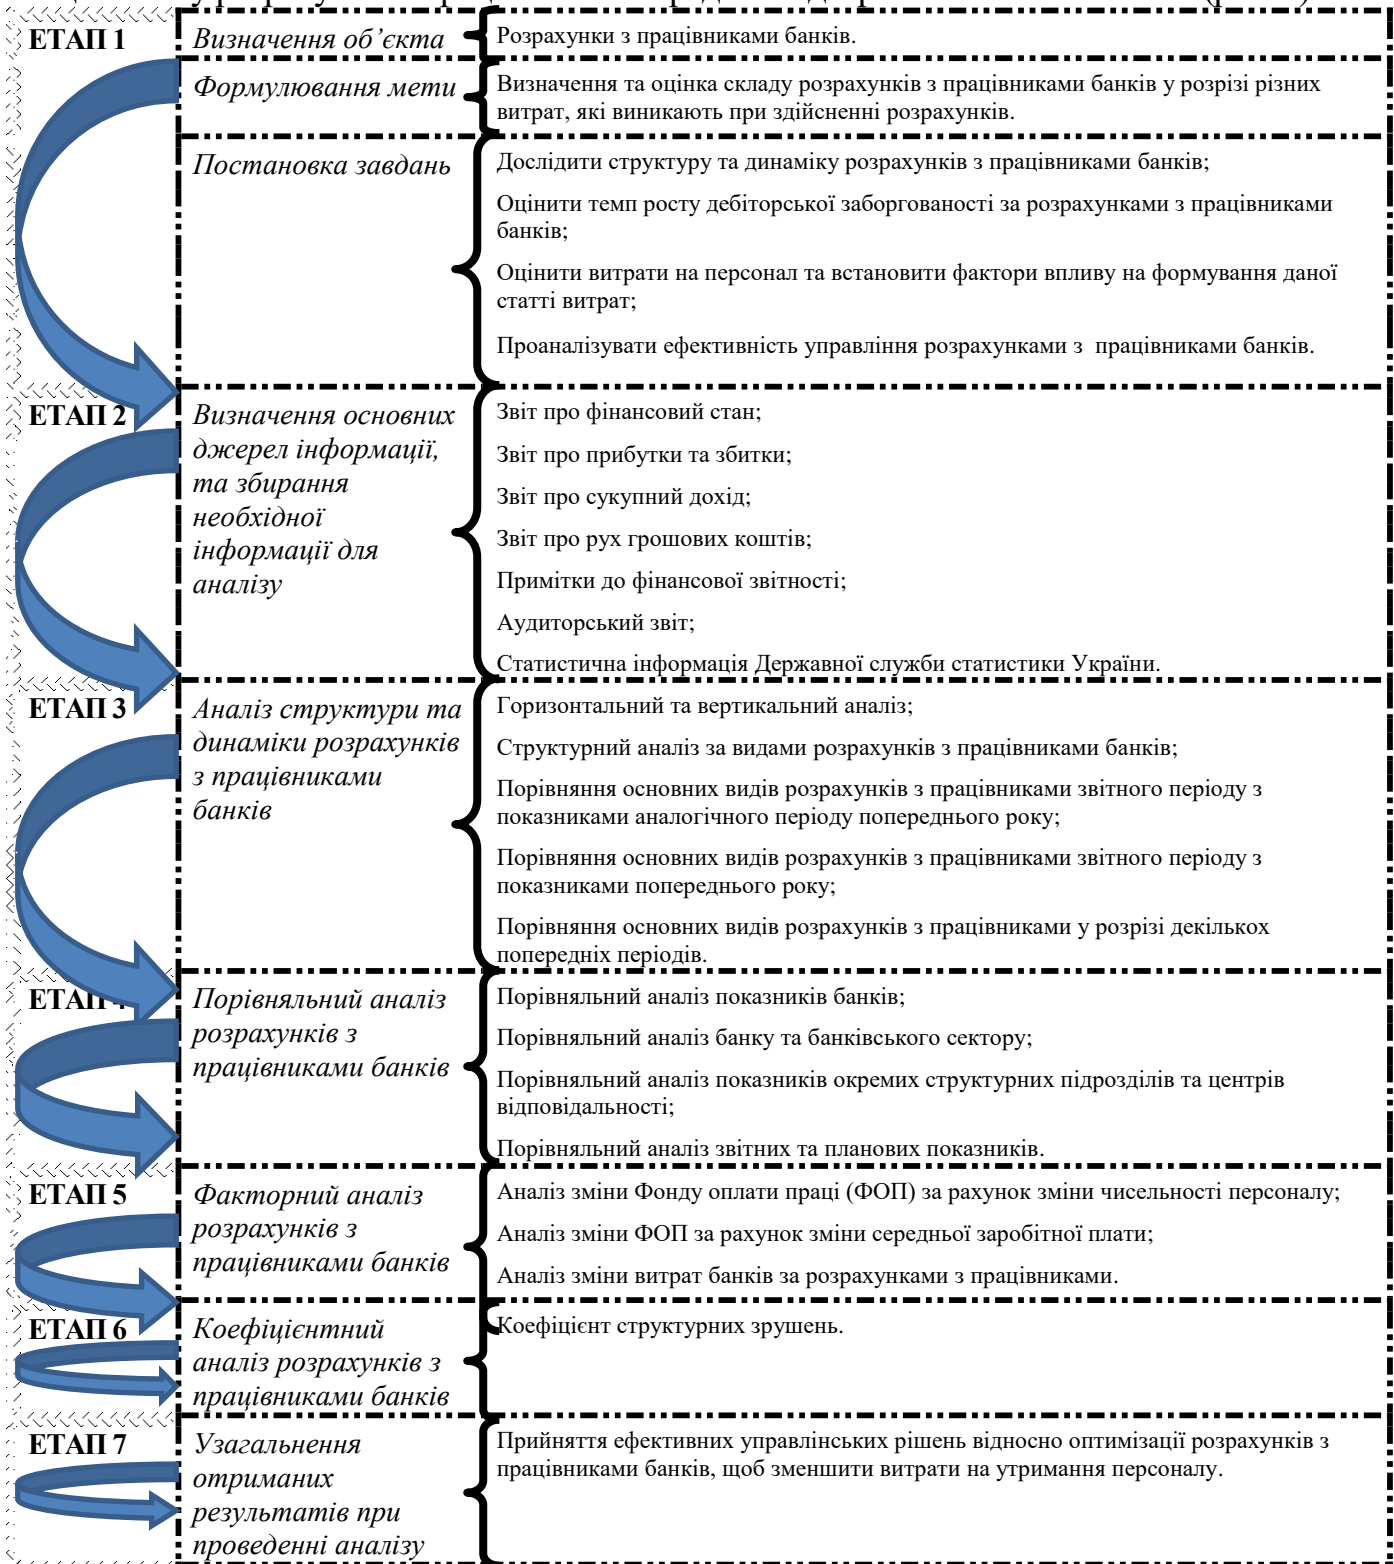 ЕТАП 1
Визначення об’єкта
Розрахунки з працівниками банків.
Формулювання мети
Визначення та оцінка складу розрахунків з працівниками банків у розрізі різних
витрат, які виникають при здійсненні розрахунків.
Постановка завдань
Дослідити структуру та динаміку розрахунків з працівниками банків;
Оцінити темп росту дебіторської заборгованості за розрахунками з працівниками
банків;
Оцінити витрати на персонал та встановити фактори впливу на формування даної
статті витрат;
Проаналізувати ефективність управління розрахунками з працівниками банків.
ЕТАП 2
Визначення основних
джерел інформації,
та збирання
необхідної
інформації для
аналізу
Звіт про фінансовий стан;
Звіт про прибутки та збитки;
Звіт про сукупний дохід;
Звіт про рух грошових коштів;
Примітки до фінансової звітності;
Аудиторський звіт;
Статистична інформація Державної служби статистики України.
ЕТАП 3
Аналіз структури та
динаміки розрахунків
з працівниками
банків
Горизонтальний та вертикальний аналіз;
Структурний аналіз за видами розрахунків з працівниками банків;
Порівняння основних видів розрахунків з працівниками звітного періоду з
показниками аналогічного періоду попереднього року;
Порівняння основних видів розрахунків з працівниками звітного періоду з
показниками попереднього року;
Порівняння основних видів розрахунків з працівниками у розрізі декількох
попередніх періодів.
ЕТАП
Порівняльний аналіз
розрахунків з
працівниками банків
Порівняльний аналіз показників банків;
Порівняльний аналіз банку та банківського сектору;
Порівняльний аналіз показників окремих структурних підрозділів та центрів
відповідальності;
Порівняльний аналіз звітних та планових показників.
ЕТАП 5
Факторний аналіз
розрахунків з
працівниками банків
Аналіз зміни Фонду оплати праці (ФОП) за рахунок зміни чисельності персоналу;
Аналіз зміни ФОП за рахунок зміни середньої заробітної плати;
Аналіз зміни витрат банків за розрахунками з працівниками.
ЕТАП 6
Коефіцієнтний
аналіз розрахунків з
працівниками банків
Коефіцієнт структурних зрушень.
ЕТАП 7
Узагальнення
отриманих
результатів при
проведенні аналізу
Прийняття ефективних управлінських рішень відносно оптимізації розрахунків з
працівниками банків, щоб зменшити витрати на утримання персоналу.